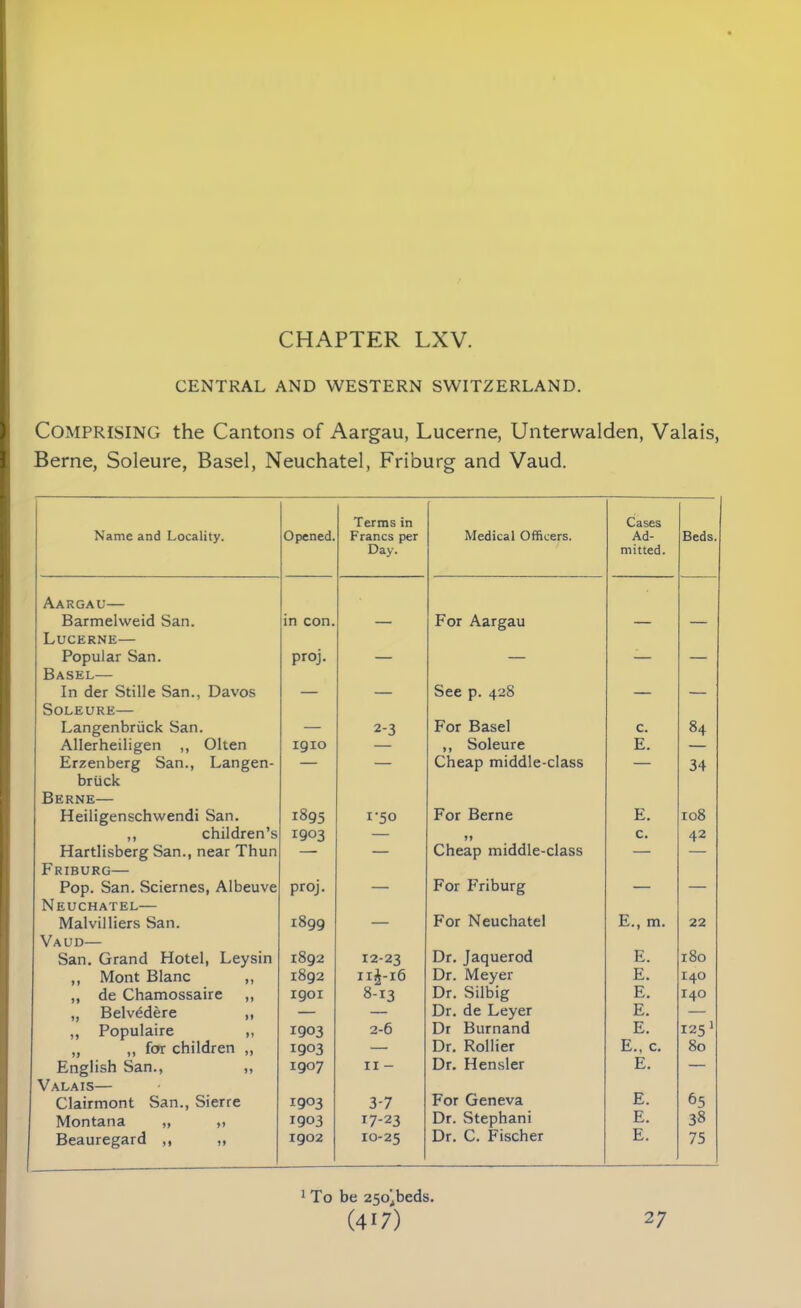 CHAPTER LXV.
CENTRAL AND WESTERN SWITZERLAND.
COMPRISING the Cantons of Aargau, Lucerne, Unterwalden, Valais,
Berne, Soleure, Basel, Neuchatel, Friburg and Vaud.
Name and Locality. Opened. Terms in Francs per Day. Medical Officers. Cases Ad-mitted. Beds.
AARGAU—
Barmelweid San. in con. — For Aargau — —
LUCERNE—
Popular San. proj. — — — —
BASEL—
In der Stille San., Davos — — See p. 428 — —
SOLEURE—
Langenbrück San. — 2-3 For Basel c. 84
Allerheiligen ,, Olten 1910 — ,, Soleure E. —
Erzenberg San., Langen- — — Cheap middle-class — 34
brück
BERNE—
Heiligenschwendi San. 1895 1·50 For Berne E. 108
,, children's 1903 — ,, c. 42
Hartlisberg San., near Thun — — Cheap middle-class — —
FRIBURG—
Pop. San. Sciernes, Albeuve proj. — For Friburg — —
NEUCHATEL—
Malvilliers San. 1899 — For Neuchatel E., m. 22
VAUD—
San. Grand Hotel, Leysin 1892 12-23 Dr. Jaquerod E. 180
,, Mont Blanc ,, 1892 11½-16 Dr. Meyer E. 140
,, de Chamossaire ,, 1901 8-13 Dr. Silbig E. 140
,, Belvédère ,, — — Dr. de Leyer E. —
,, Populaire ,, 1903 2-6 Dr Burnand E. 125¹
,, ,, for children ,, 1903 — Dr. Rollier E., c. 80
English San., ,, 1907 11 – Dr. Hensler E. —
VALAIS—
Clairmont San., Sierre 1903 3-7 For Geneva E. 65
Montana ,, ,, 1903 17-23 Dr. Stephani E. 38
Beauregard ,, ,, 1902 10-25 Dr. C. Fischer E. 75
¹ To be 250 beds.
(417) 27